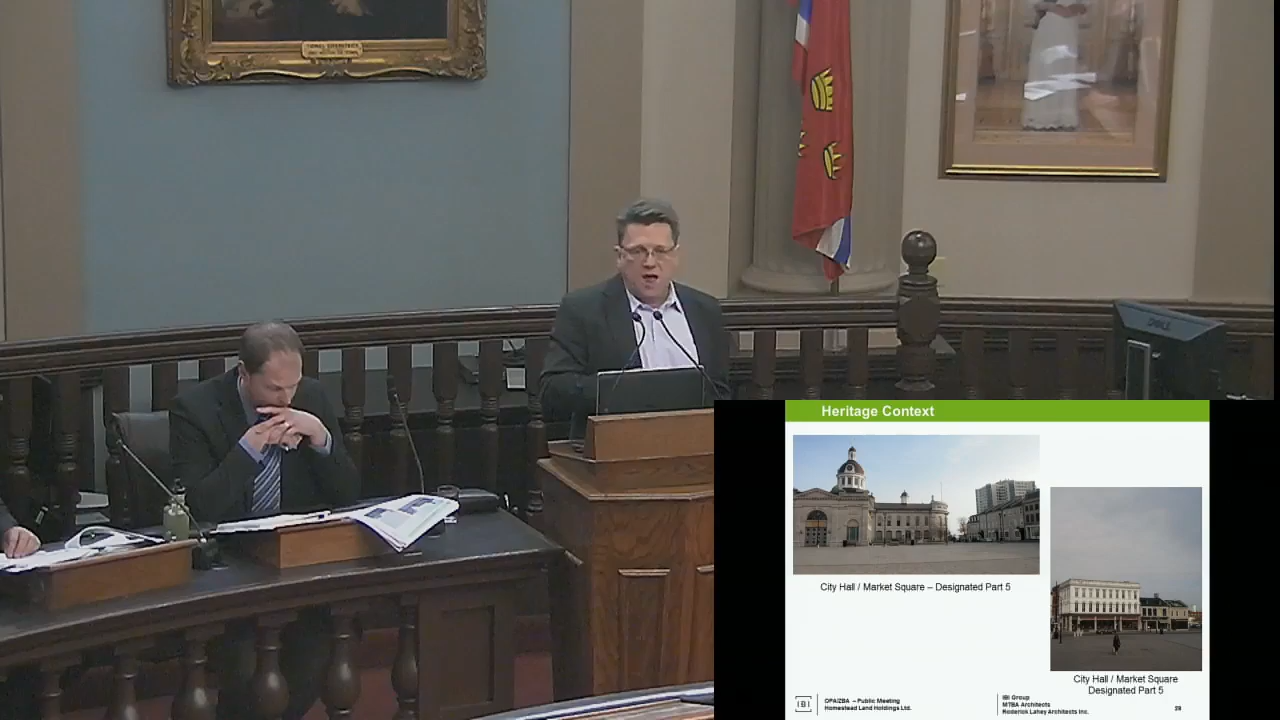 Heritage Context
City Hall / Market Square – Designated Part 5
City Hall / Market Square
Designated Part 5
IBI
OPA/ZBA – Public Meeting
Homestead Land Holdings Ltd.
IBI Group
MTBA Architects
Roderick Lahey Architects Inc.